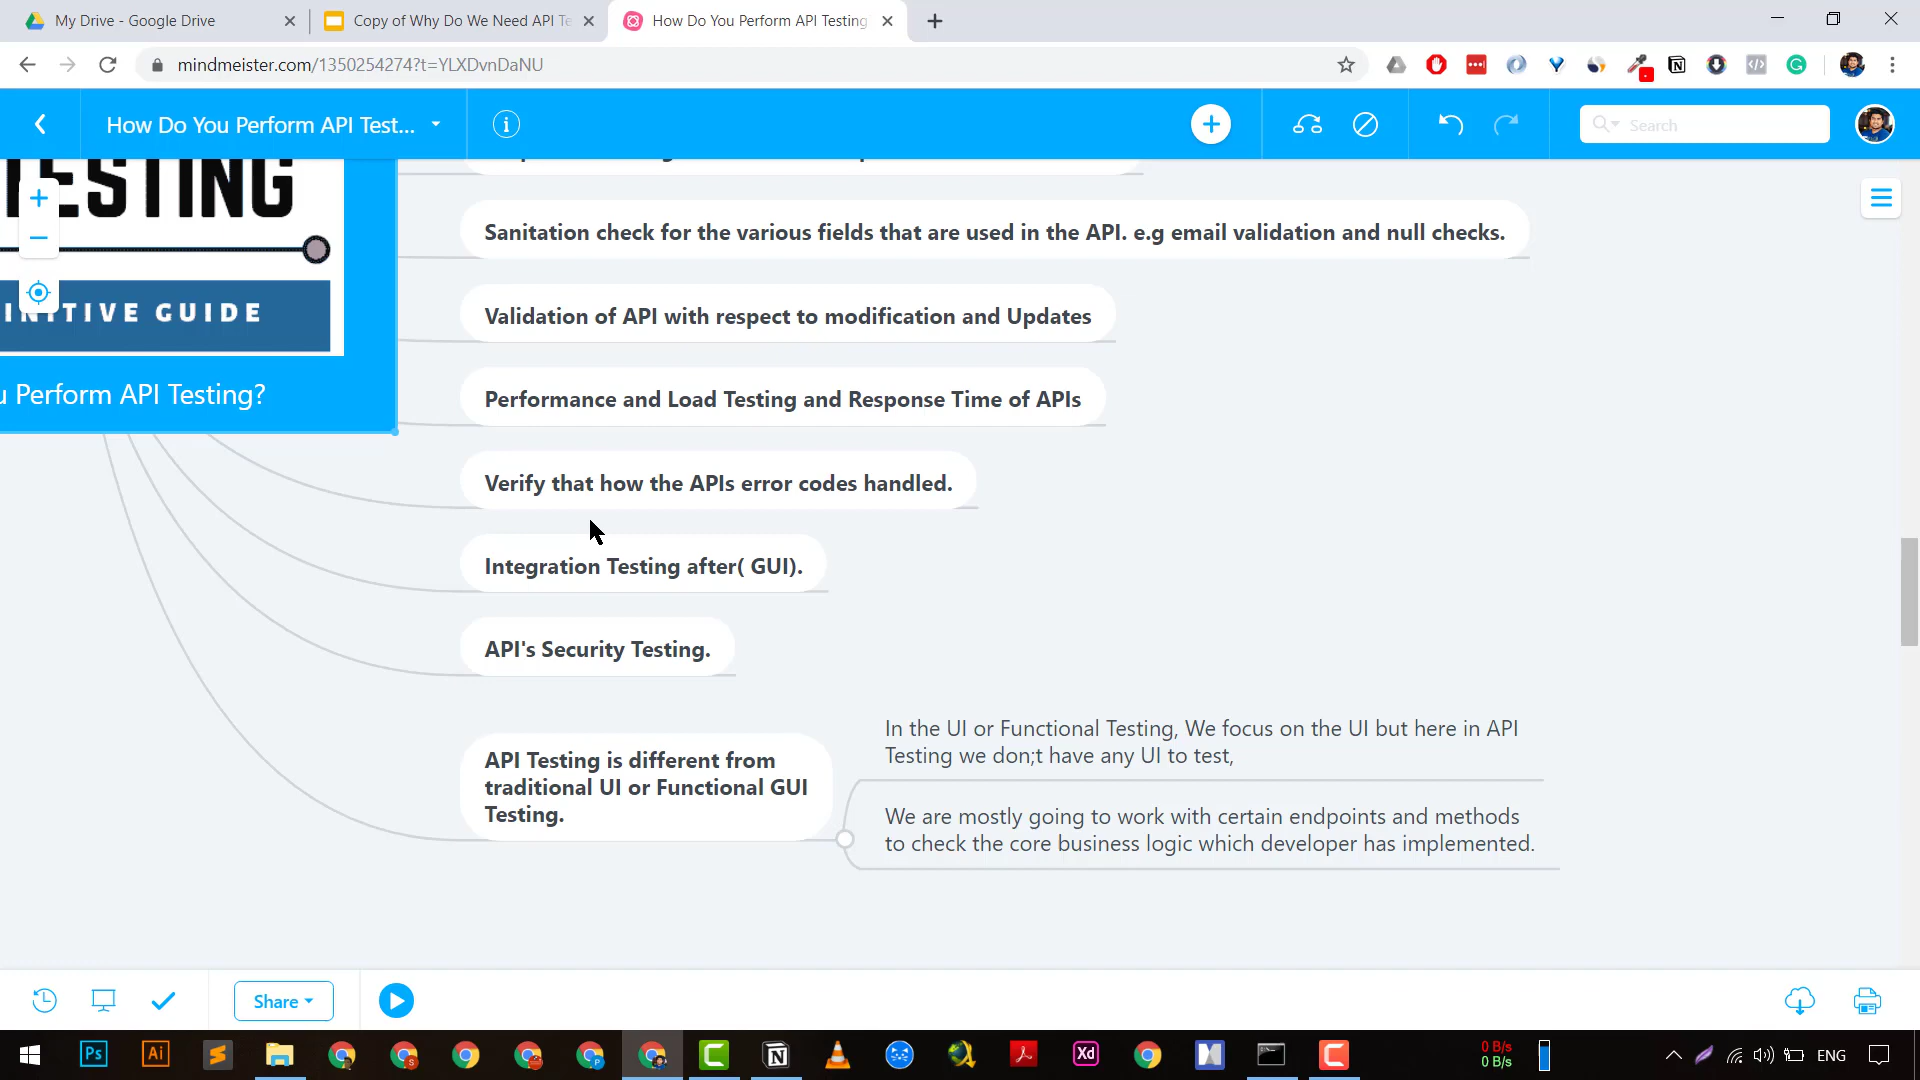 My Drive - Google Drive
Copy of Why Do We Need API Te
How Do You Perform API Testing
mindmeister.com/1350254274?t=YLXDvnDaNU
How Do You Perform API Test...
Search
TESTING
INITIVE GUIDE
u Perform API Testing?
Sanitation check for the various fields that are used in the API. e.g email validation and null checks.
Validation of API with respect to modification and Updates
Performance and Load Testing and Response Time of APIs
Verify that how the APIs error codes handled.
Integration Testing after( GUI).
API's Security Testing.
API Testing is different from
traditional UI or Functional GUI
Testing.
In the UI or Functional Testing, We focus on the UI but here in API
Testing we don;t have any UI to test,
We are mostly going to work with certain endpoints and methods
to check the core business logic which developer has implemented.
Share
Ps
Ai
Xd
0 B/s
0 B/s
ENG